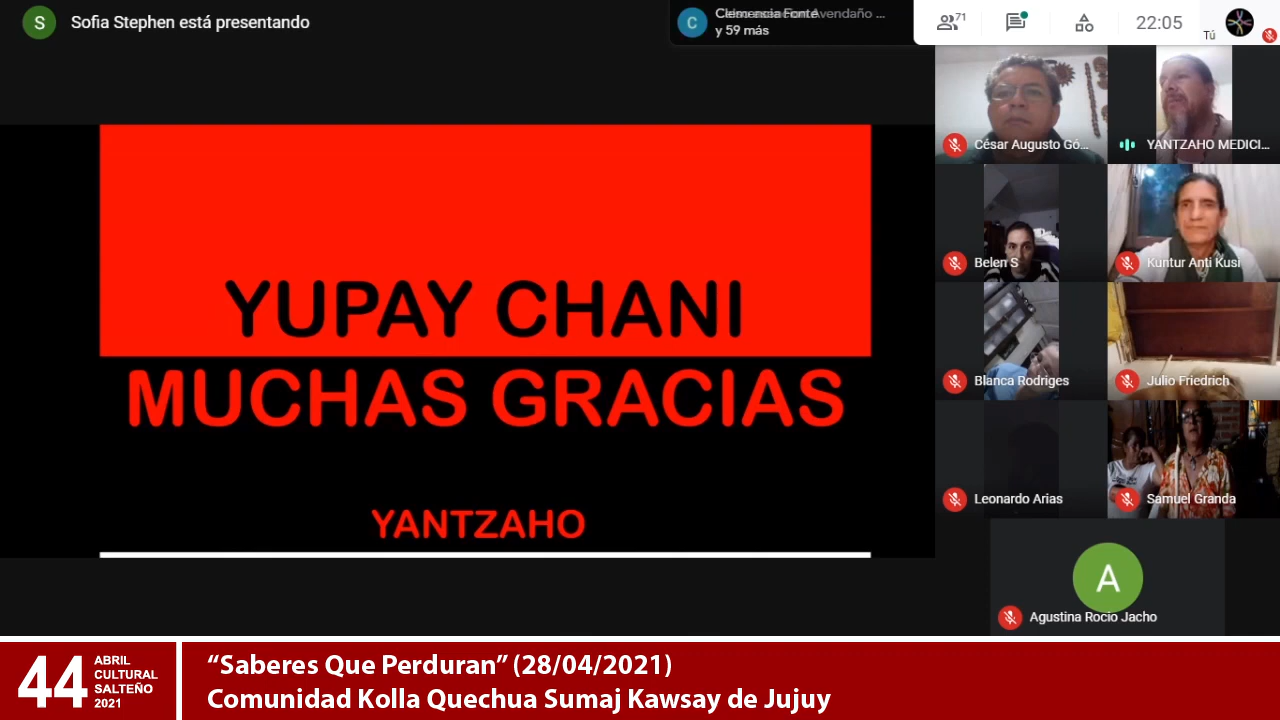 S
Sofia Stephen está presentando
C
y 59 más
71
22:05
Tú
YUPAY CHANI
MUCHAS GRACIAS
YANTZAHO
César Augusto Gó...
YANTZAHO MEDICI...
Belen S
Kuntur Anti Kusi
Blanca Rodriges
Julio Friedrich
Leonardo Arias
Samuel Granda
A
Agustina Rocio Jacho
44
ABRIL
CULTURAL
SALTEÑO
2021
“Saberes Que Perduran” (28/04/2021)
Comunidad Kolla Quechua Sumaj Kawsay de Jujuy